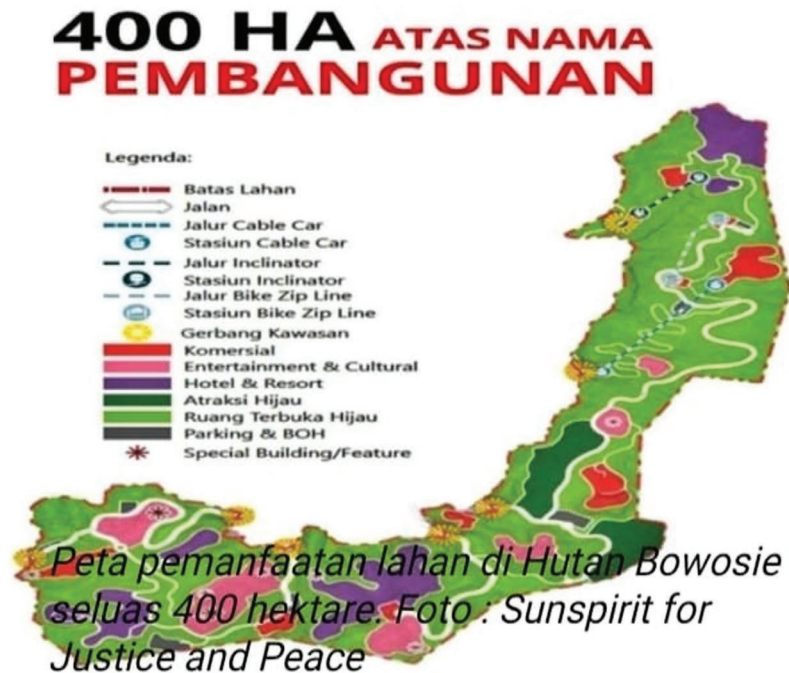 400 HA ATAS NAMA
PEMBANGUNAN
Legenda:
Batas Lahan
Jalan
Jalur Cable Car
Stasiun Cable Car
Jalur Inclinator
Stasiun Inclinator
Jalur Bike Zip Line
Stasiun Bike Zip Line
Gerbang Kawasan
Komersial
Entertainment & Cultural
Hotel & Resort
Atraksi Hijau
Ruang Terbuka Hijau
Parking & BOH
Special Building/Feature
Peta pemanfaatan lahan di Hutan Bowosie
seluas 400 hektare. Foto : Sunspirit for
Justice and Peace